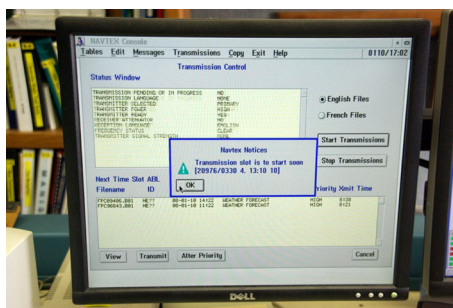 NAVTEX Console
Tables Edit Messages Transmissions Copy Exit Help 0110/17:02
Transmission Control
Status Window
TRANSMISSION PENDING OR IN PROGRESS NO
TRANSMISSION LANGUAGE NONE
TRANSMITTER SELECTED PRIMARY
TRANSMITTER POWER HIGH
TRANSMITTER READY YES
RECEIVER ATTENUATOR NO
RECEPTION LANGUAGE ENGLISH
FREQUENCY STATUS CLEAR
TRANSMITTER SIGNAL STRENGTH
English Files
French Files
Start Transmissions
Stop Transmissions
Navtex Notices
Transmission slot is to start soon
[20976/0330 4. 13:10 10]
OK
Next Time Slot ABL
Filename ID Priority Xmit Time
WEATHER FORECAST HIGH
WEATHER FORECAST HIGH
View Transmit Alter Priority Cancel
DELL